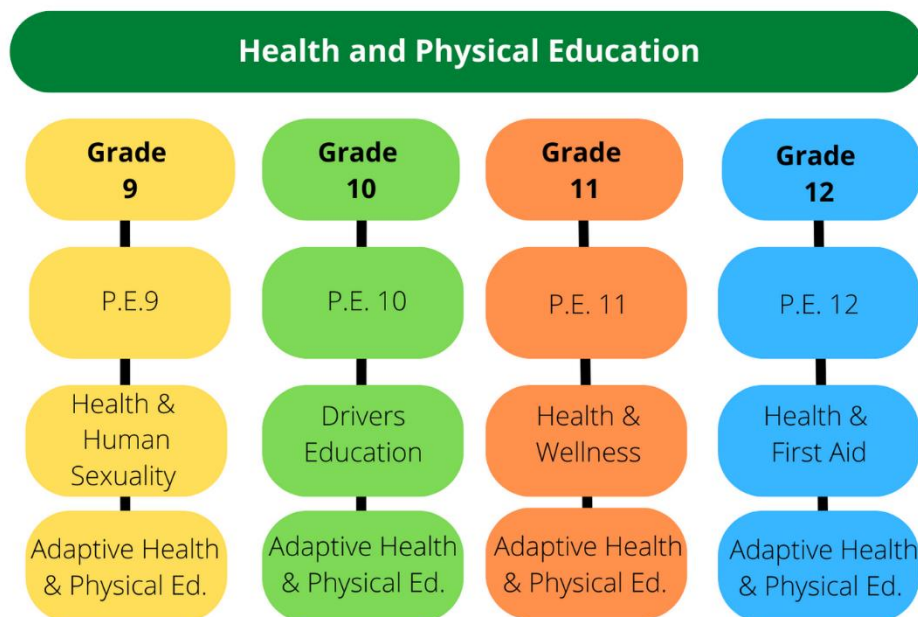 Health and Physical Education
Grade
9
Grade
10
Grade
11
Grade
12
P.E.9
P.E. 10
P.E. 11
P.E. 12
Health &
Human
Sexuality
Drivers
Education
Health &
Wellness
Health &
First Aid
Adaptive Health
& Physical Ed.
Adaptive Health
& Physical Ed.
Adaptive Health
& Physical Ed.
Adaptive Health
& Physical Ed.